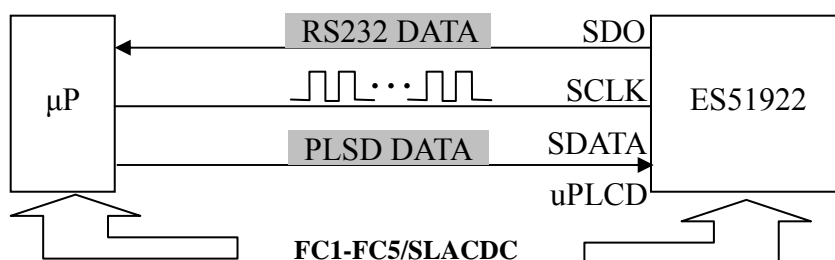 RS232 DATA
SDO
μP
SCLK
ES51922
PLSD DATA
SDATA
uPLCD
FC1-FC5/SLACDC